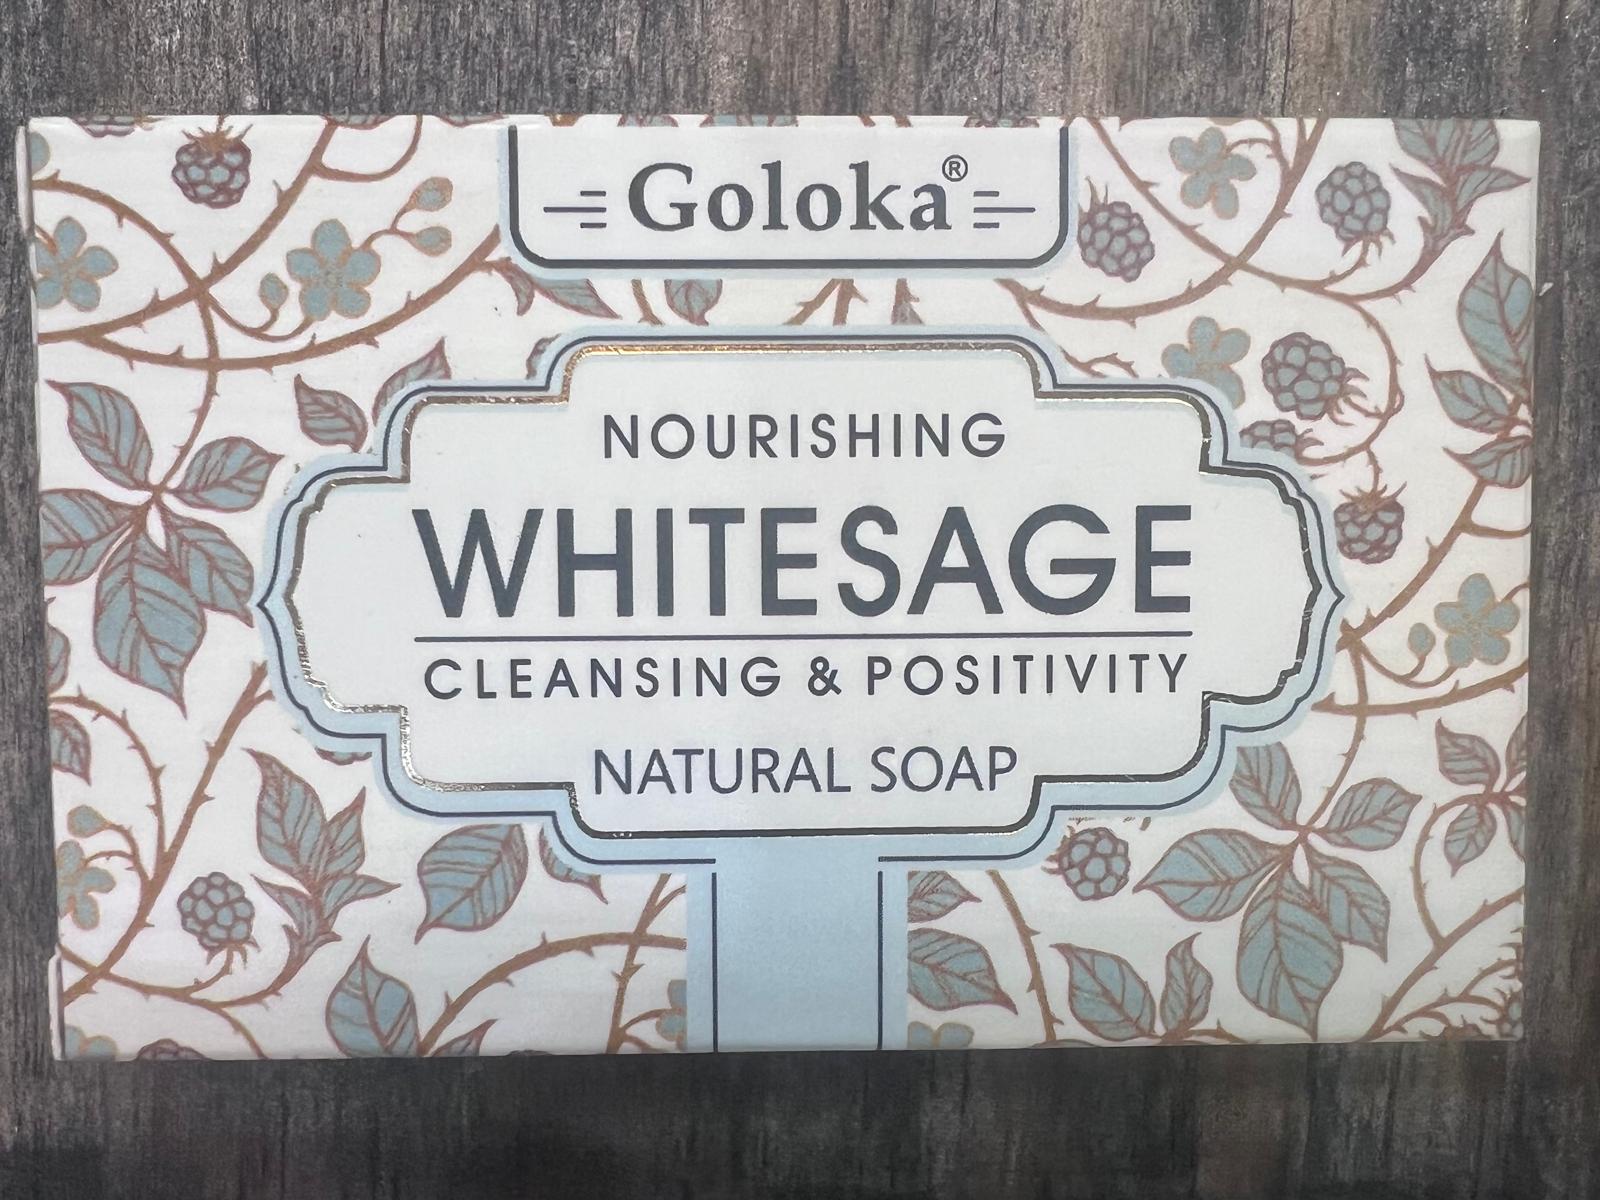 Goloka®
NOURISHING
WHITESAGE
CLEANSING & POSITIVITY
NATURAL SOAP